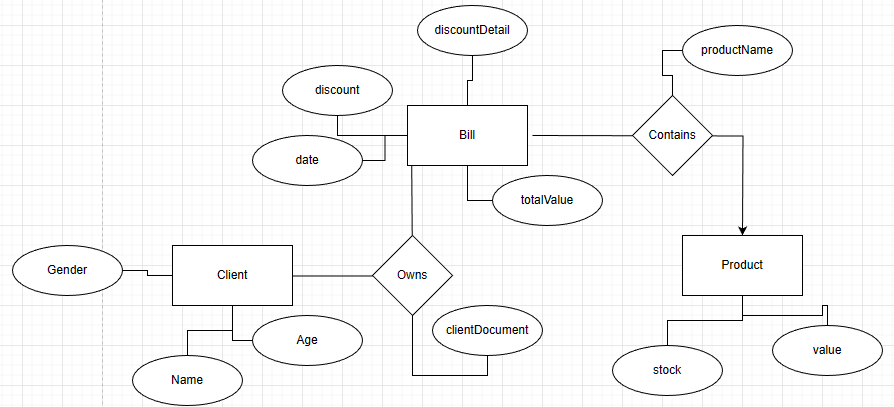 discountDetail
productName
discount
Bill
Contains
date
totalValue
Gender
Client
Owns
Product
clientDocument
Age
Name
stock
value